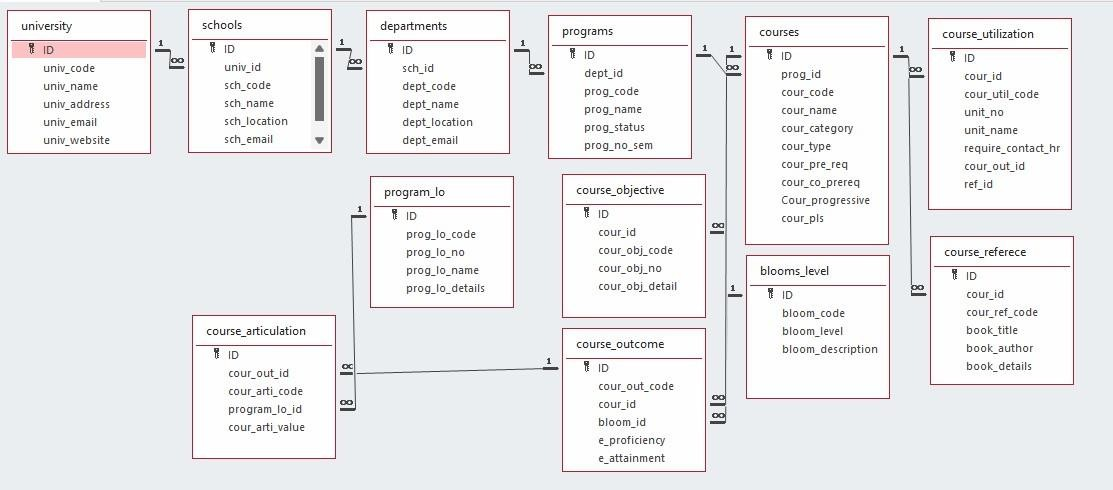 university
ID
univ_code
univ_name
univ_address
univ_email
univ_website
schools
ID
univ_id
sch_code
sch_name
sch_location
sch_email
departments
ID
sch_id
dept_code
dept_name
dept_location
dept_email
programs
ID
dept_id
prog_code
prog_name
prog_status
prog_no_sem
courses
ID
prog_id
cour_code
cour_name
cour_category
cour_type
cour_pre_req
cour_co_prereq
Cour_progressive
cour_pls
course_utilization
ID
cour_id
cour_util_code
unit_no
unit_name
require_contact_hr
cour_out_id
ref_id
program_lo
ID
prog_lo_code
prog_lo_no
prog_lo_name
prog_lo_details
course_objective
ID
cour_id
cour_obj_code
cour_obj_no
cour_obj_detail
blooms_level
ID
bloom_code
bloom_level
bloom_description
course_referece
ID
cour_id
cour_ref_code
book_title
book_author
book_details
course_articulation
ID
cour_out_id
cour_arti_code
program_lo_id
cour_arti_value
course_outcome
ID
cour_out_code
cour_id
bloom_id
e_proficiency
e_attainment
1
∞
1
∞
1
∞
1
1
∞
1
∞
1
∞
1
∞
∞
1
∞
∞
1
∞